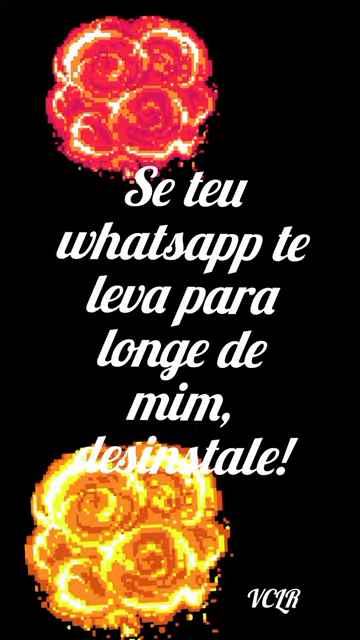 Se teu
whatsapp te
leva para
longe de
mim,
desinstale!
VCLR